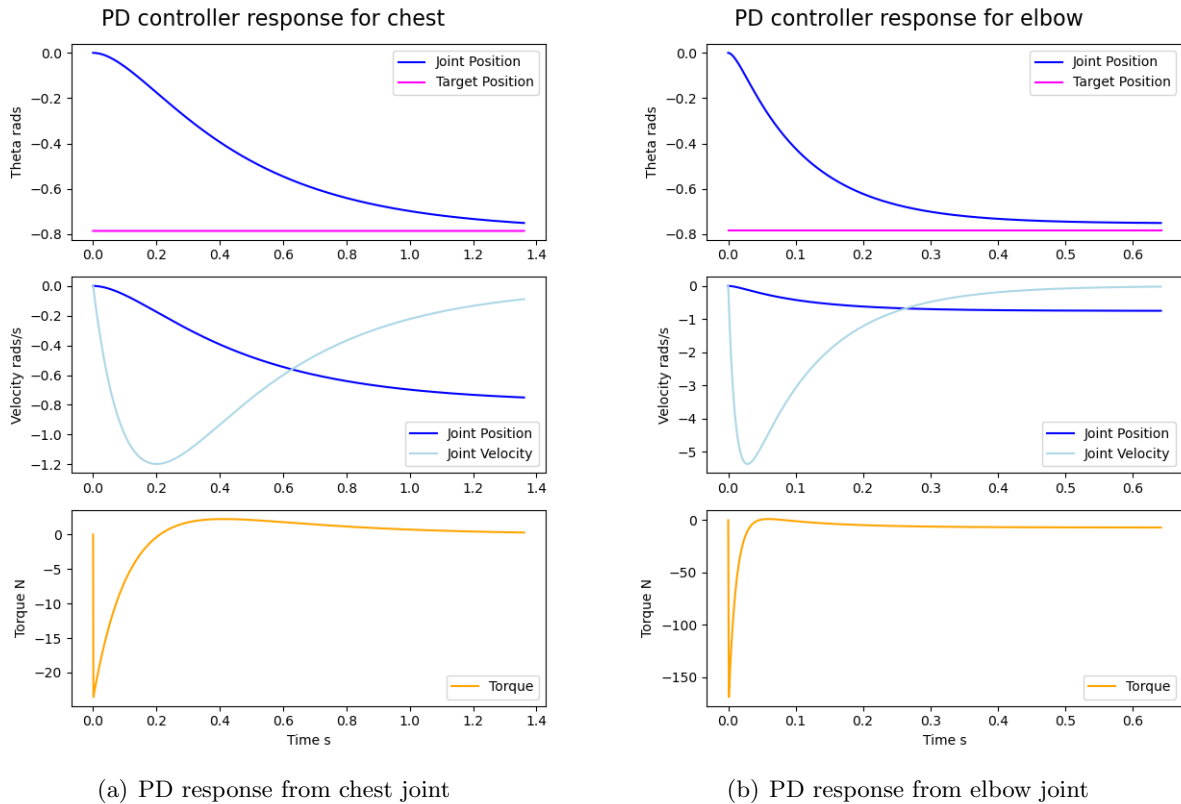 PD controller response for chest
0.0
−0.2
−0.4
−0.6
−0.8
Theta rads
Joint Position
Target Position
0.0 0.2 0.4 0.6 0.8 1.0 1.2 1.4
0.0
−0.2
−0.4
−0.6
−0.8
−1.0
−1.2
Velocity rads/s
Joint Position
Joint Velocity
0.0 0.2 0.4 0.6 0.8 1.0 1.2 1.4
0
−5
−10
−15
−20
Torque N
Torque
0.0 0.2 0.4 0.6 0.8 1.0 1.2 1.4
Time s
(a) PD response from chest joint
PD controller response for elbow
0.0
−0.2
−0.4
−0.6
−0.8
Theta rads
Joint Position
Target Position
0.0 0.1 0.2 0.3 0.4 0.5 0.6
0
−1
−2
−3
−4
−5
Velocity rads/s
Joint Position
Joint Velocity
0.0 0.1 0.2 0.3 0.4 0.5 0.6
0
−50
−100
−150
Torque N
Torque
0.0 0.1 0.2 0.3 0.4 0.5 0.6
Time s
(b) PD response from elbow joint